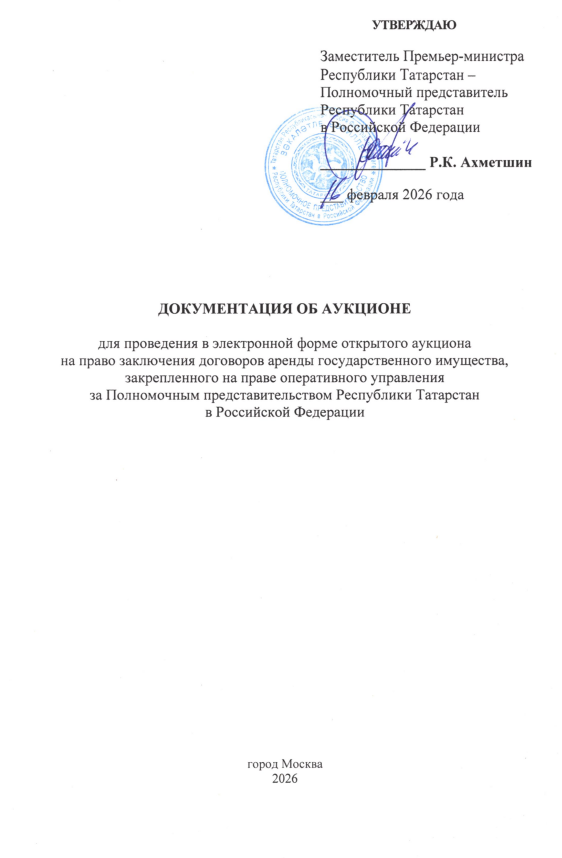 УТВЕРЖДАЮ
Заместитель Премьер-министра
Республики Татарстан –
Полномочный представитель
Республики Татарстан
в Российской Федерации
_______________ Р.К. Ахметшин
16 февраля 2026 года
ДОКУМЕНТАЦИЯ ОБ АУКЦИОНЕ
для проведения в электронной форме открытого аукциона
на право заключения договоров аренды государственного имущества,
закрепленного на праве оперативного управления
за Полномочным представительством Республики Татарстан
в Российской Федерации
город Москва
2026